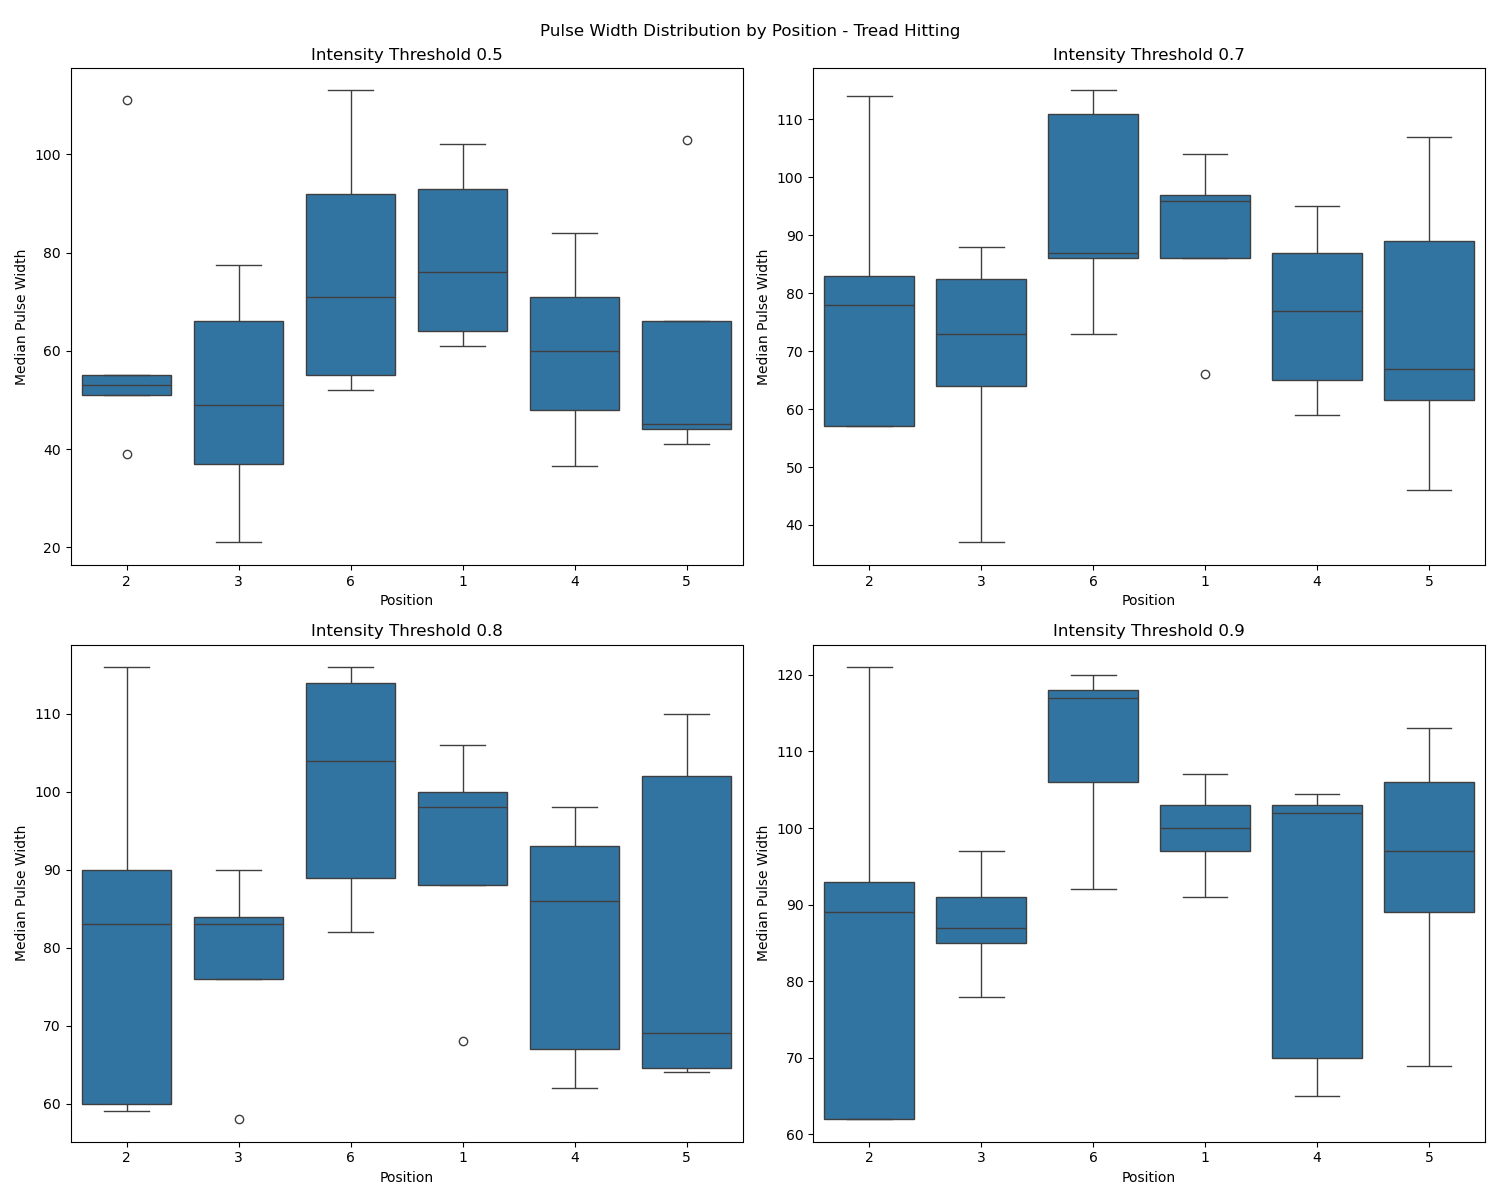 Pulse Width Distribution by Position - Tread Hitting
Intensity Threshold 0.5
Median Pulse Width
100
80
60
40
20
2 3 6 1 4 5
Position
Intensity Threshold 0.7
Median Pulse Width
110
100
90
80
70
60
50
40
2 3 6 1 4 5
Position
Intensity Threshold 0.8
Median Pulse Width
110
100
90
80
70
60
2 3 6 1 4 5
Position
Intensity Threshold 0.9
Median Pulse Width
120
110
100
90
80
70
60
2 3 6 1 4 5
Position